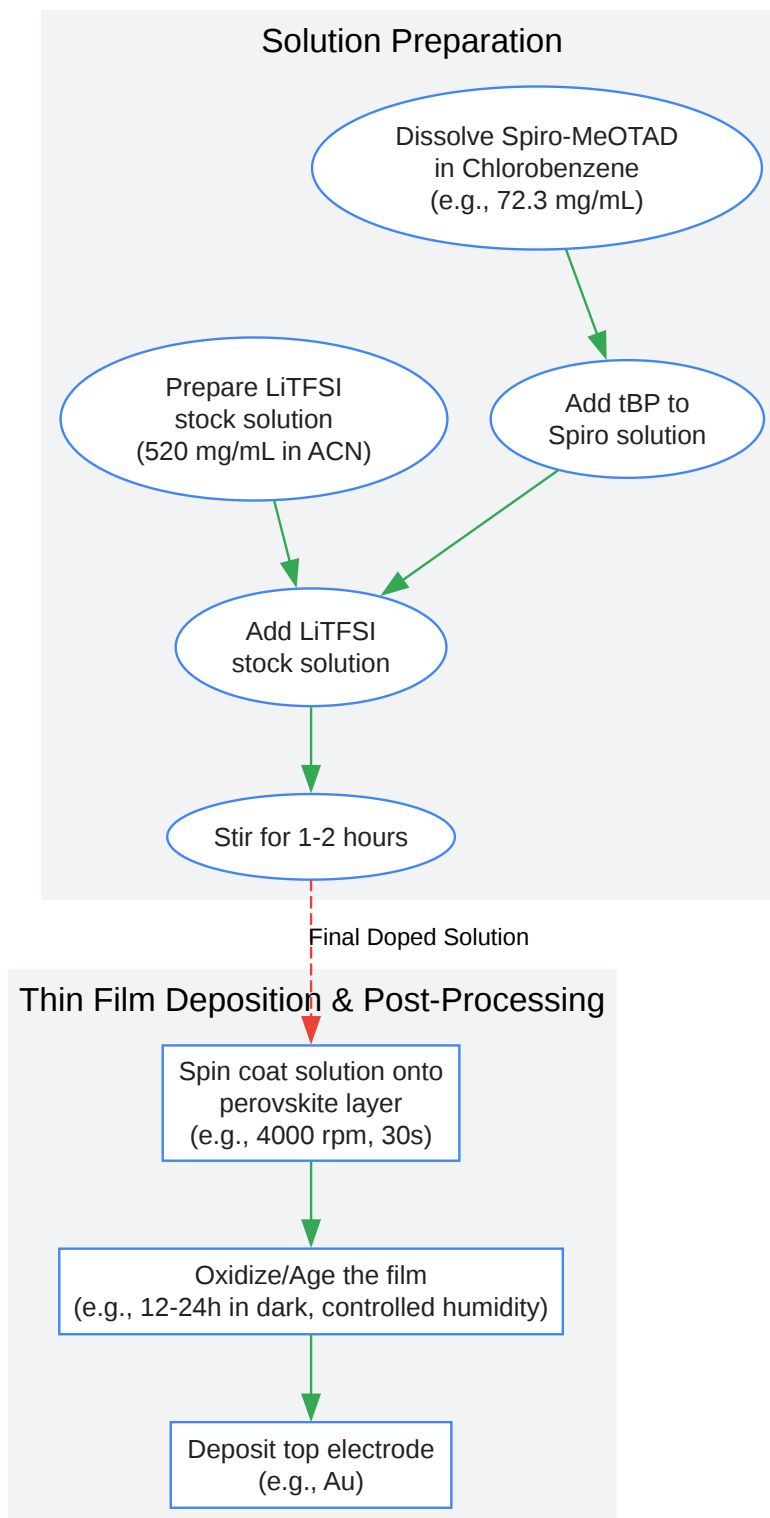 Solution Preparation
Dissolve Spiro-MeOTAD
in Chlorobenzene
(e.g., 72.3 mg/mL)
Prepare LiTFSI
stock solution
(520 mg/mL in ACN)
Add tBP to
Spiro solution
Add LiTFSI
stock solution
Stir for 1-2 hours
Final Doped Solution
Thin Film Deposition & Post-Processing
Spin coat solution onto
perovskite layer
(e.g., 4000 rpm, 30s)
Oxidize/Age the film
(e.g., 12-24h in dark, controlled humidity)
Deposit top electrode
(e.g., Au)